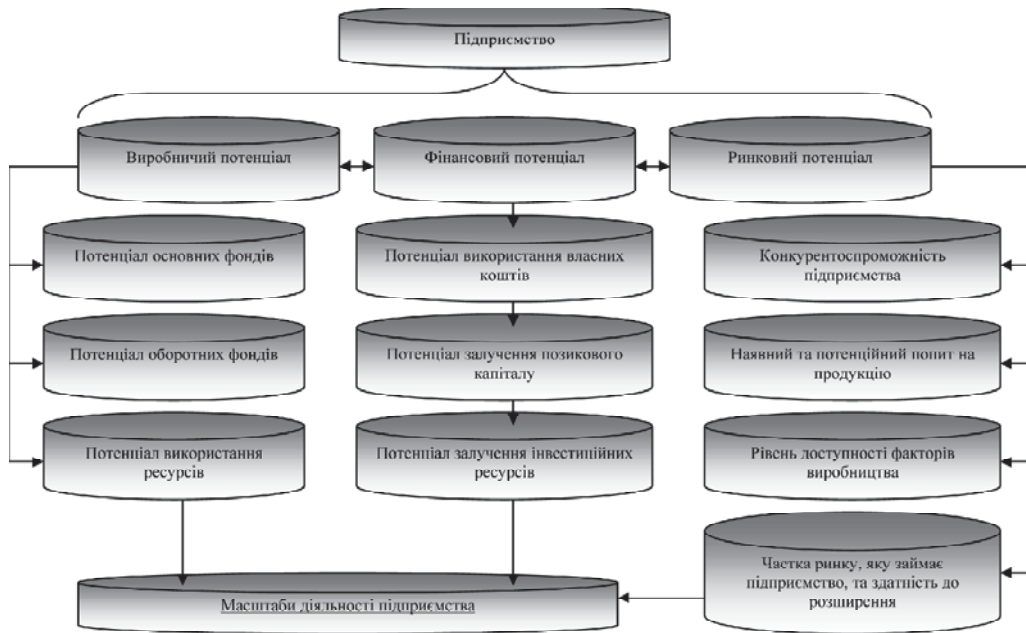 Підприємство
Виробничий потенціал
Фінансовий потенціал
Ринковий потенціал
Потенціал основних фондів
Потенціал використання власних
коштів
Конкурентоспроможність
підприємства
Потенціал оборотних фондів
Потенціал залучення позикового
капіталу
Наявний та потенційний попит на
продукцію
Потенціал використання
ресурсів
Потенціал залучення інвестиційних
ресурсів
Рівень доступності факторів
виробництва
Частка ринку, яку займає
підприємство, та здатність до
розширення
Масштаби діяльності підприємства